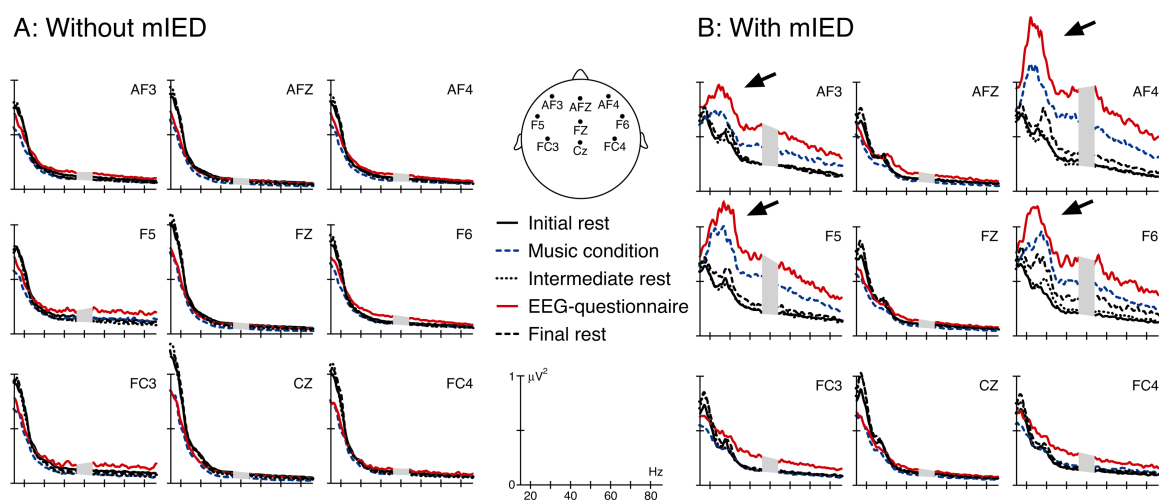 A: Without mIED
B: With mIED
AF3
AFZ
AF4
F5
FZ
F6
FC3
CZ
FC4
AF3
AFZ
AF4
F5
F6
FZ
FC3
FC4
Cz
Initial rest
Music condition
Intermediate rest
EEG-questionnaire
Final rest
1
μV²
0
Hz
20 40 60 80
AF3
AFZ
AF4
F5
FZ
F6
FC3
CZ
FC4